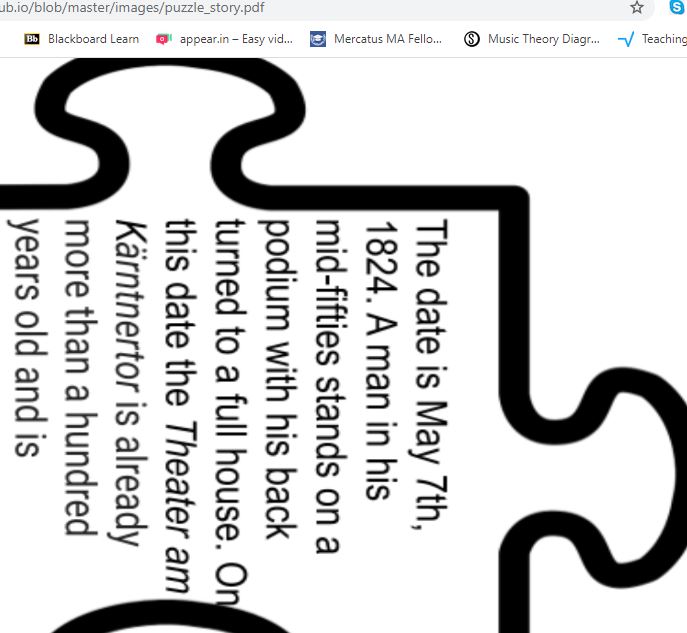 ub.io/blob/master/images/puzzle_story.pdf
Bb Blackboard Learn appear.in – Easy vid... Mercatus MA Fello... Music Theory Diagr... Teaching
The date is May 7th,
1824. A man in his
mid-fifties stands on a
podium with his back
turned to a full house. On
this date the Theater am
Kärntnertor is already
more than a hundred
years old and is